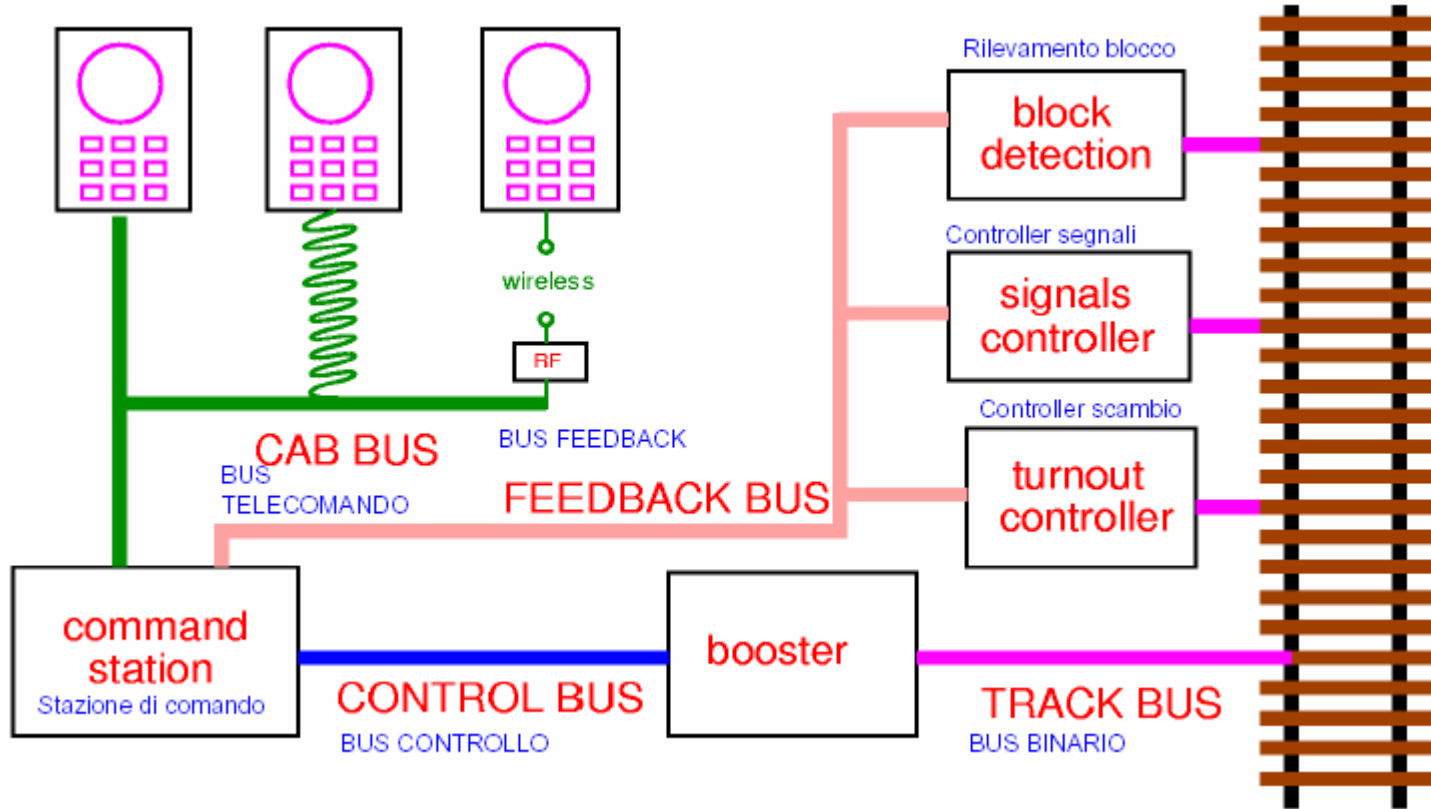 Rilevamento blocco
block
detection
Controller segnali
signals
controller
wireless
RF
Controller scambio
turnout
controller
CAB BUS
BUS
TELECOMANDO
BUS FEEDBACK
FEEDBACK BUS
command
station
Stazione di comando
CONTROL BUS
BUS CONTROLLO
booster
TRACK BUS
BUS BINARIO